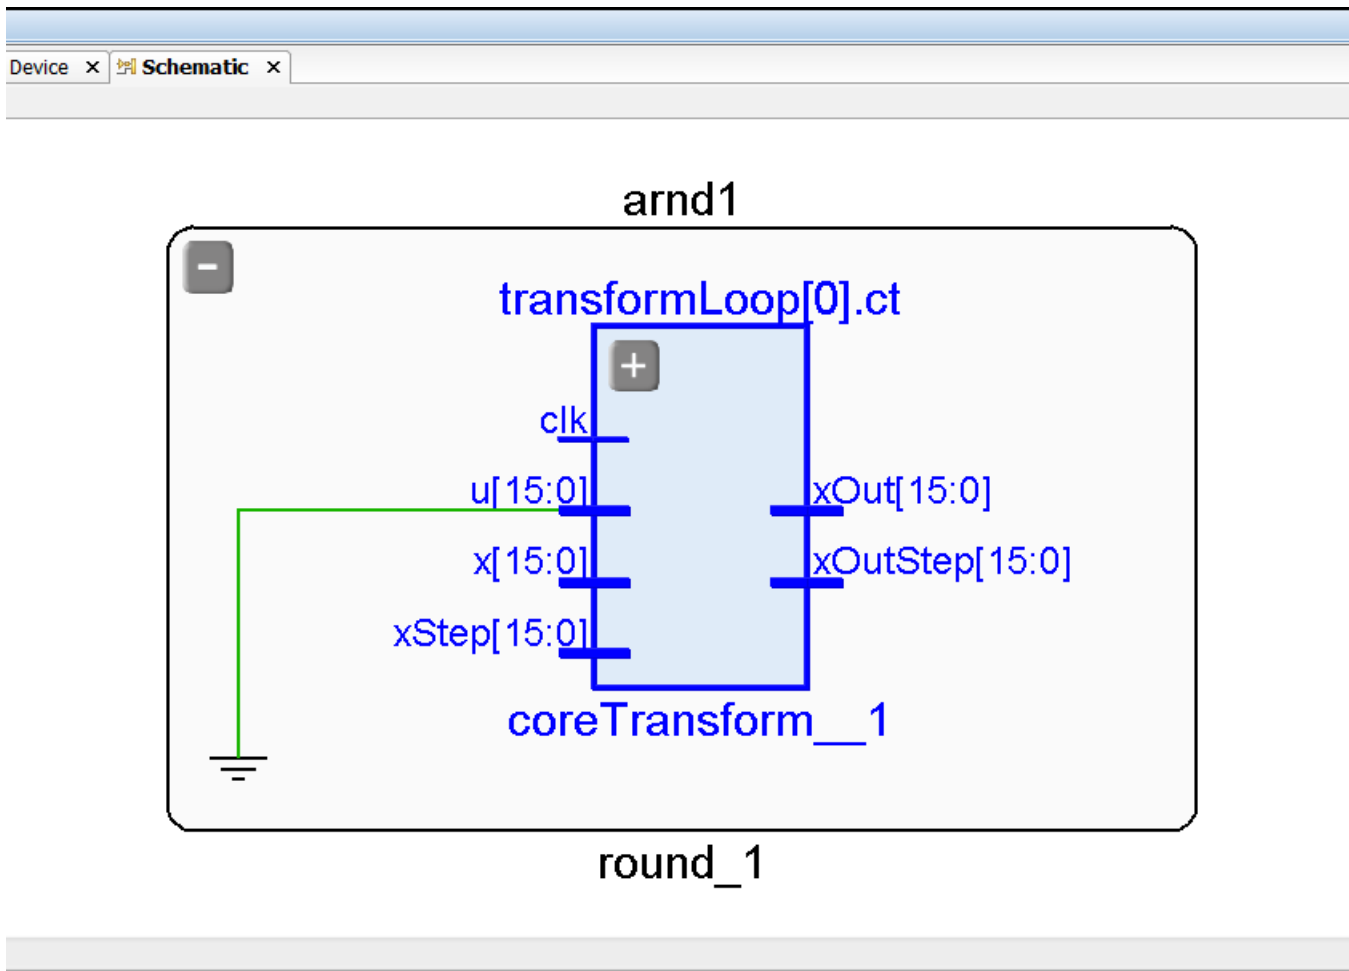 Device × Schematic ×
arnd1
transformLoop[0].ct
clk
u[15:0] xOut[15:0]
x[15:0] xOutStep[15:0]
xStep[15:0]
coreTransform__1
round_1